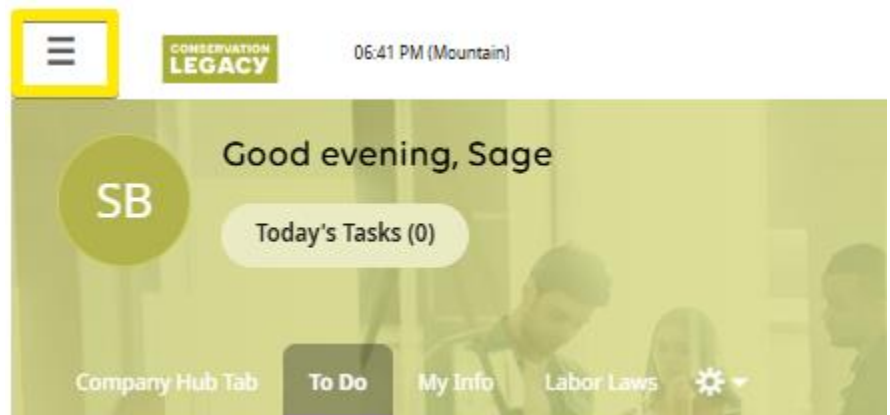 CONSERVATION
LEGACY
06:41 PM (Mountain)
Good evening, Sage
SB
Today's Tasks (0)
Company Hub Tab To Do My Info Labor Laws